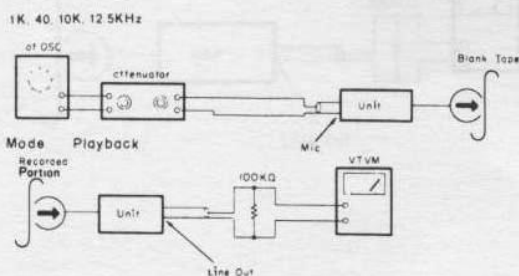 1K, 40, 10K, 12.5KHz
af OSC
attenuator
Blank Tape
Unit
Mic
Mode Playback
Recorded
Portion
100KΩ
VTVM
Unit
Line Out